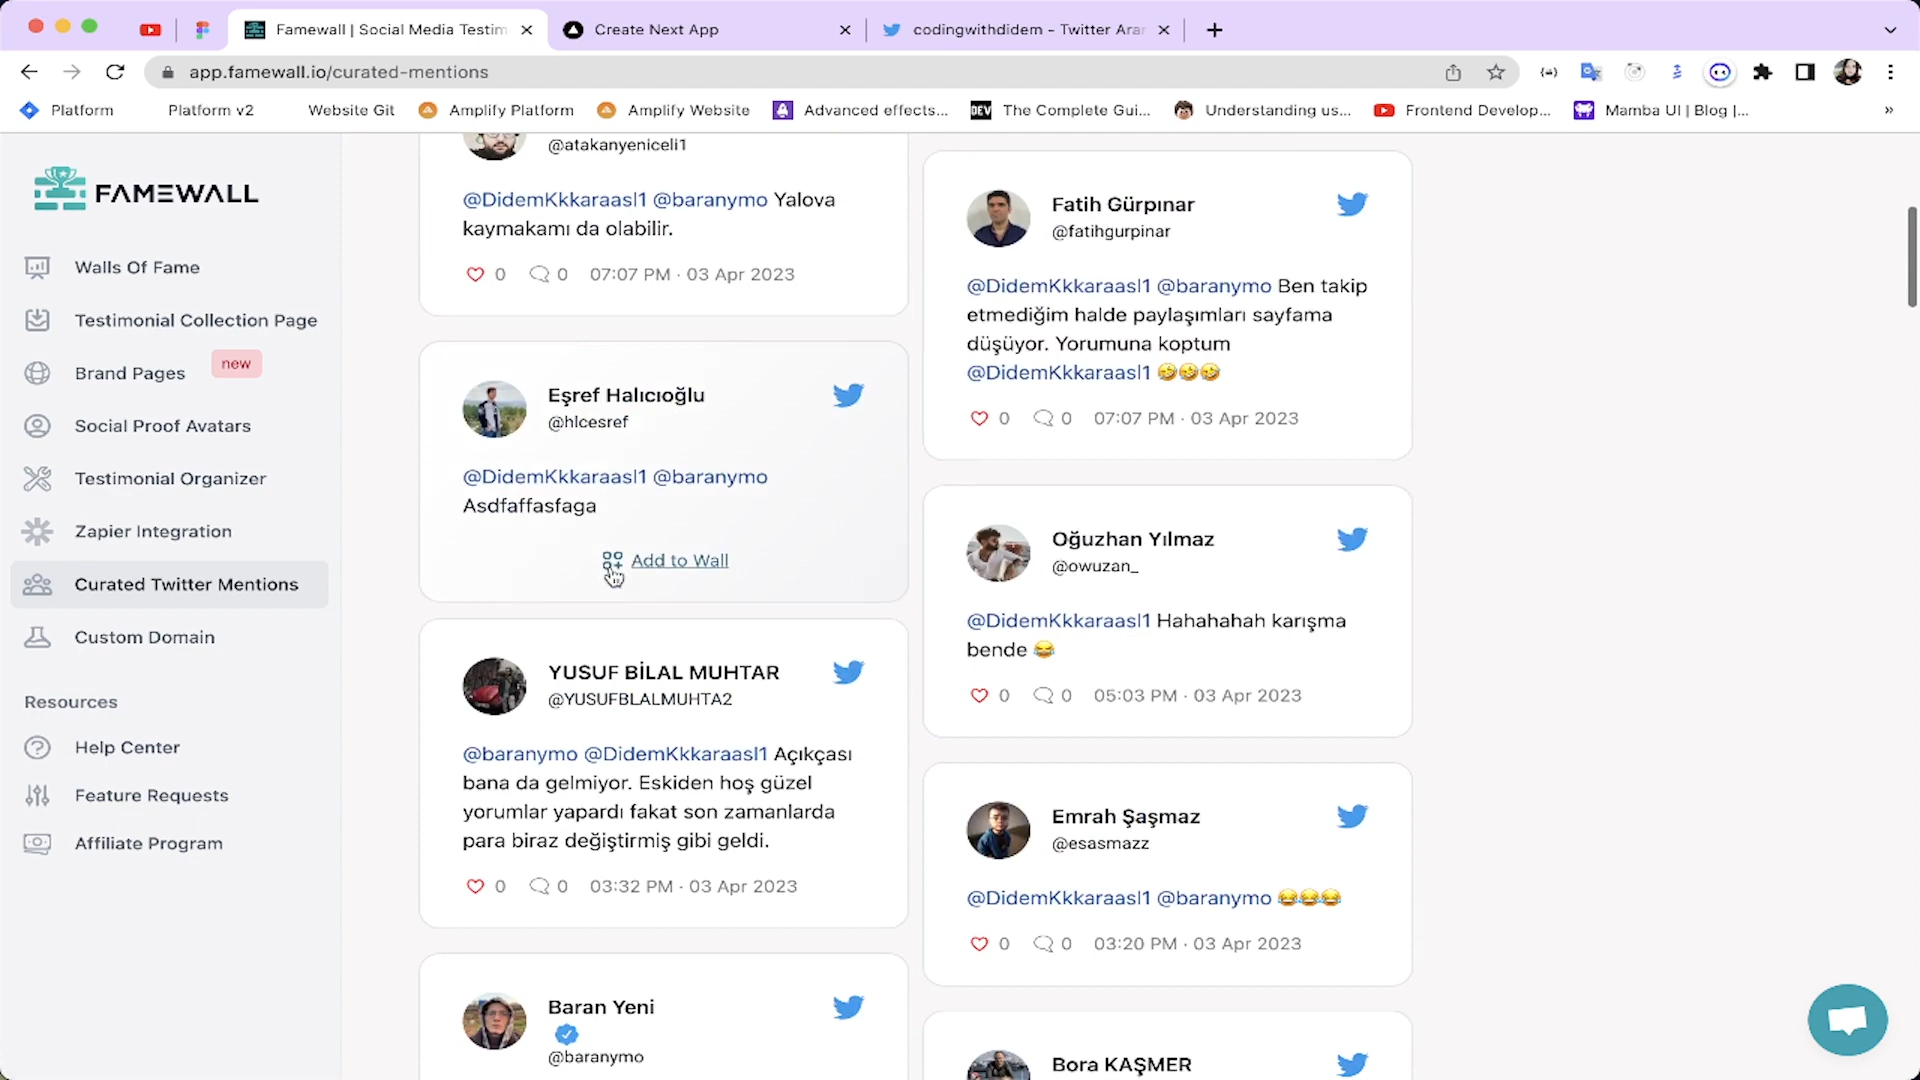 Famewall | Social Media Testim
Create Next App
codingwithdidem - Twitter Arar
app.famewall.io/curated-mentions
Platform
Platform v2
Website Git
Amplify Platform
Amplify Website
Advanced effects...
DEV
The Complete Gui...
Understanding us...
Frontend Develop...
Mamba UI | Blog |...
»
FAMEWALL
Walls Of Fame
Testimonial Collection Page
Brand Pages
new
Social Proof Avatars
Testimonial Organizer
Zapier Integration
Curated Twitter Mentions
Custom Domain
Resources
Help Center
Feature Requests
Affiliate Program
@atakanyeniceli1
@DidemKkkaraasl1 @baranymo Yalova
kaymakamı da olabilir.
0 0 07:07 PM · 03 Apr 2023
Eşref Halıcıoğlu
@hlcesref
@DidemKkkaraasl1 @baranymo
Asdfaffasfaga
Add to Wall
YUSUF BİLAL MUHTAR
@YUSUFBLALMUHTA2
@baranymo @DidemKkkaraasl1 Açıkçası
bana da gelmiyor. Eskiden hoş güzel
yorumlar yapardı fakat son zamanlarda
para biraz değiştirmiş gibi geldi.
0 0 03:32 PM · 03 Apr 2023
Baran Yeni
@baranymo
Fatih Gürpınar
@fatihgurpinar
@DidemKkkaraasl1 @baranymo Ben takip
etmediğim halde paylaşımları sayfama
düşüyor. Yorumuna koptum
@DidemKkkaraasl1 🤣🤣🤣
0 0 07:07 PM · 03 Apr 2023
Oğuzhan Yılmaz
@owuzan_
@DidemKkkaraasl1 Hahahahah karışma
bende 😂
0 0 05:03 PM · 03 Apr 2023
Emrah Şaşmaz
@esasmazz
@DidemKkkaraasl1 @baranymo 😂😂😂
0 0 03:20 PM · 03 Apr 2023
Bora KAŞMER